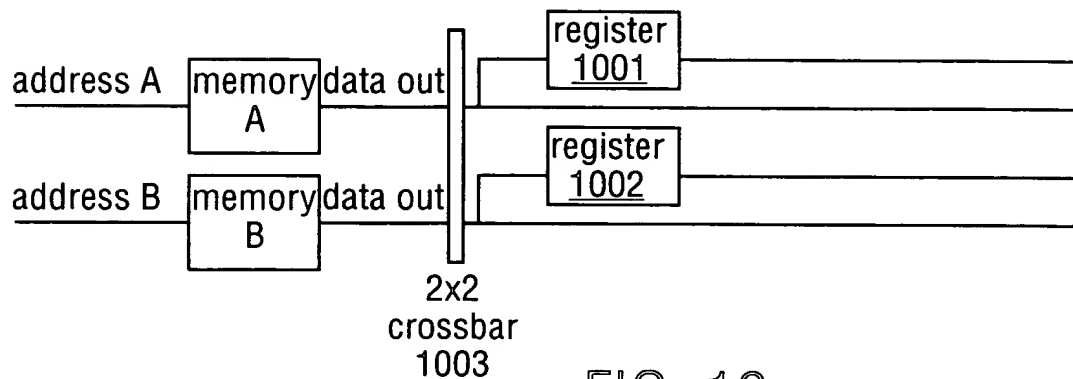 register
1001
address A
memory
A
data out
register
1002
address B
memory
B
data out
2x2
crossbar
1003